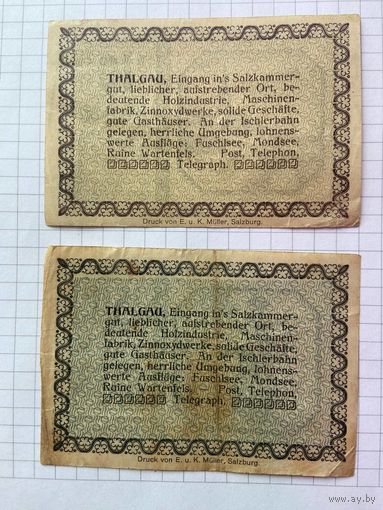 THALGAU, Eingang in's Salzkammer-
gut, lieblicher, aufstrebender Ort, be-
deutende Holzindustrie, Maschinen-
fabrik, Zinnoxydwerke, solide Geschäfte,
gute Gasthäuser. An der Ischlerbahn
gelegen, herrliche Umgebung, lohnens-
werte Ausflüge: Fuschlsee, Mondsee,
Ruine Wartenfels. Post, Telephon,
Telegraph.
Druck von E. u. K. Müller, Salzburg.
THALGAU, Eingang in's Salzkammer-
gut, lieblicher, aufstrebender Ort, be-
deutende Holzindustrie, Maschinen-
fabrik, Zinnoxydwerke, solide Geschäfte,
gute Gasthäuser. An der Ischlerbahn
gelegen, herrliche Umgebung, lohnens-
werte Ausflüge: Fuschlsee, Mondsee,
Ruine Wartenfels. - Post, Telephon,
Telegraph.
Druck von E. u. K. Müller, Salzburg.
https://www.ay.by/